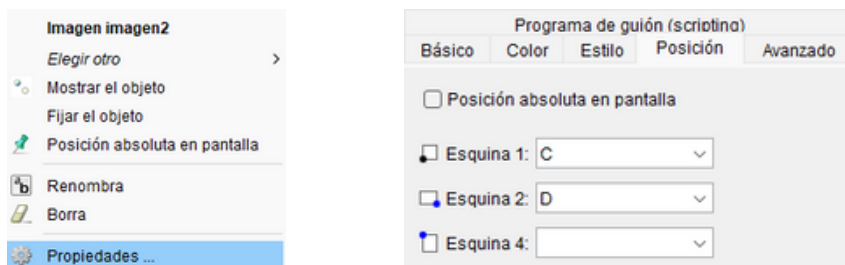 Imagen imagen2
Elegir otro
Mostrar el objeto
Fijar el objeto
Posición absoluta en pantalla
Renombra
Borra
Propiedades ...
Programa de guión (scripting)
Básico Color Estilo Posición Avanzado
Posición absoluta en pantalla
Esquina 1: C
Esquina 2: D
Esquina 4: